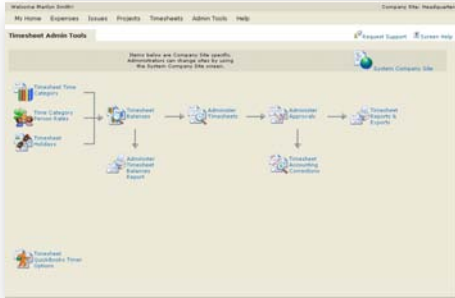 Welcome Marlon Smith!
Company Site: Headquarter
My Home Expenses Issues Projects Timesheets Admin Tools Help
Timesheet Admin Tools
Request Support Screen Help
Items below are Company Site specific.
Administrators can change sites by using
the System Company Site screen.
System Company Site
Timesheet Time
Category
Time Category
Person Rates
Timesheet
Holidays
Timesheet
Balances
Administer
Timesheets
Administer
Approvals
Timesheet
Reports &
Exports
Administer
Timesheet
Balances
Report
Timesheet
Accounting
Corrections
Timesheet
QuickBooks Timer
Options